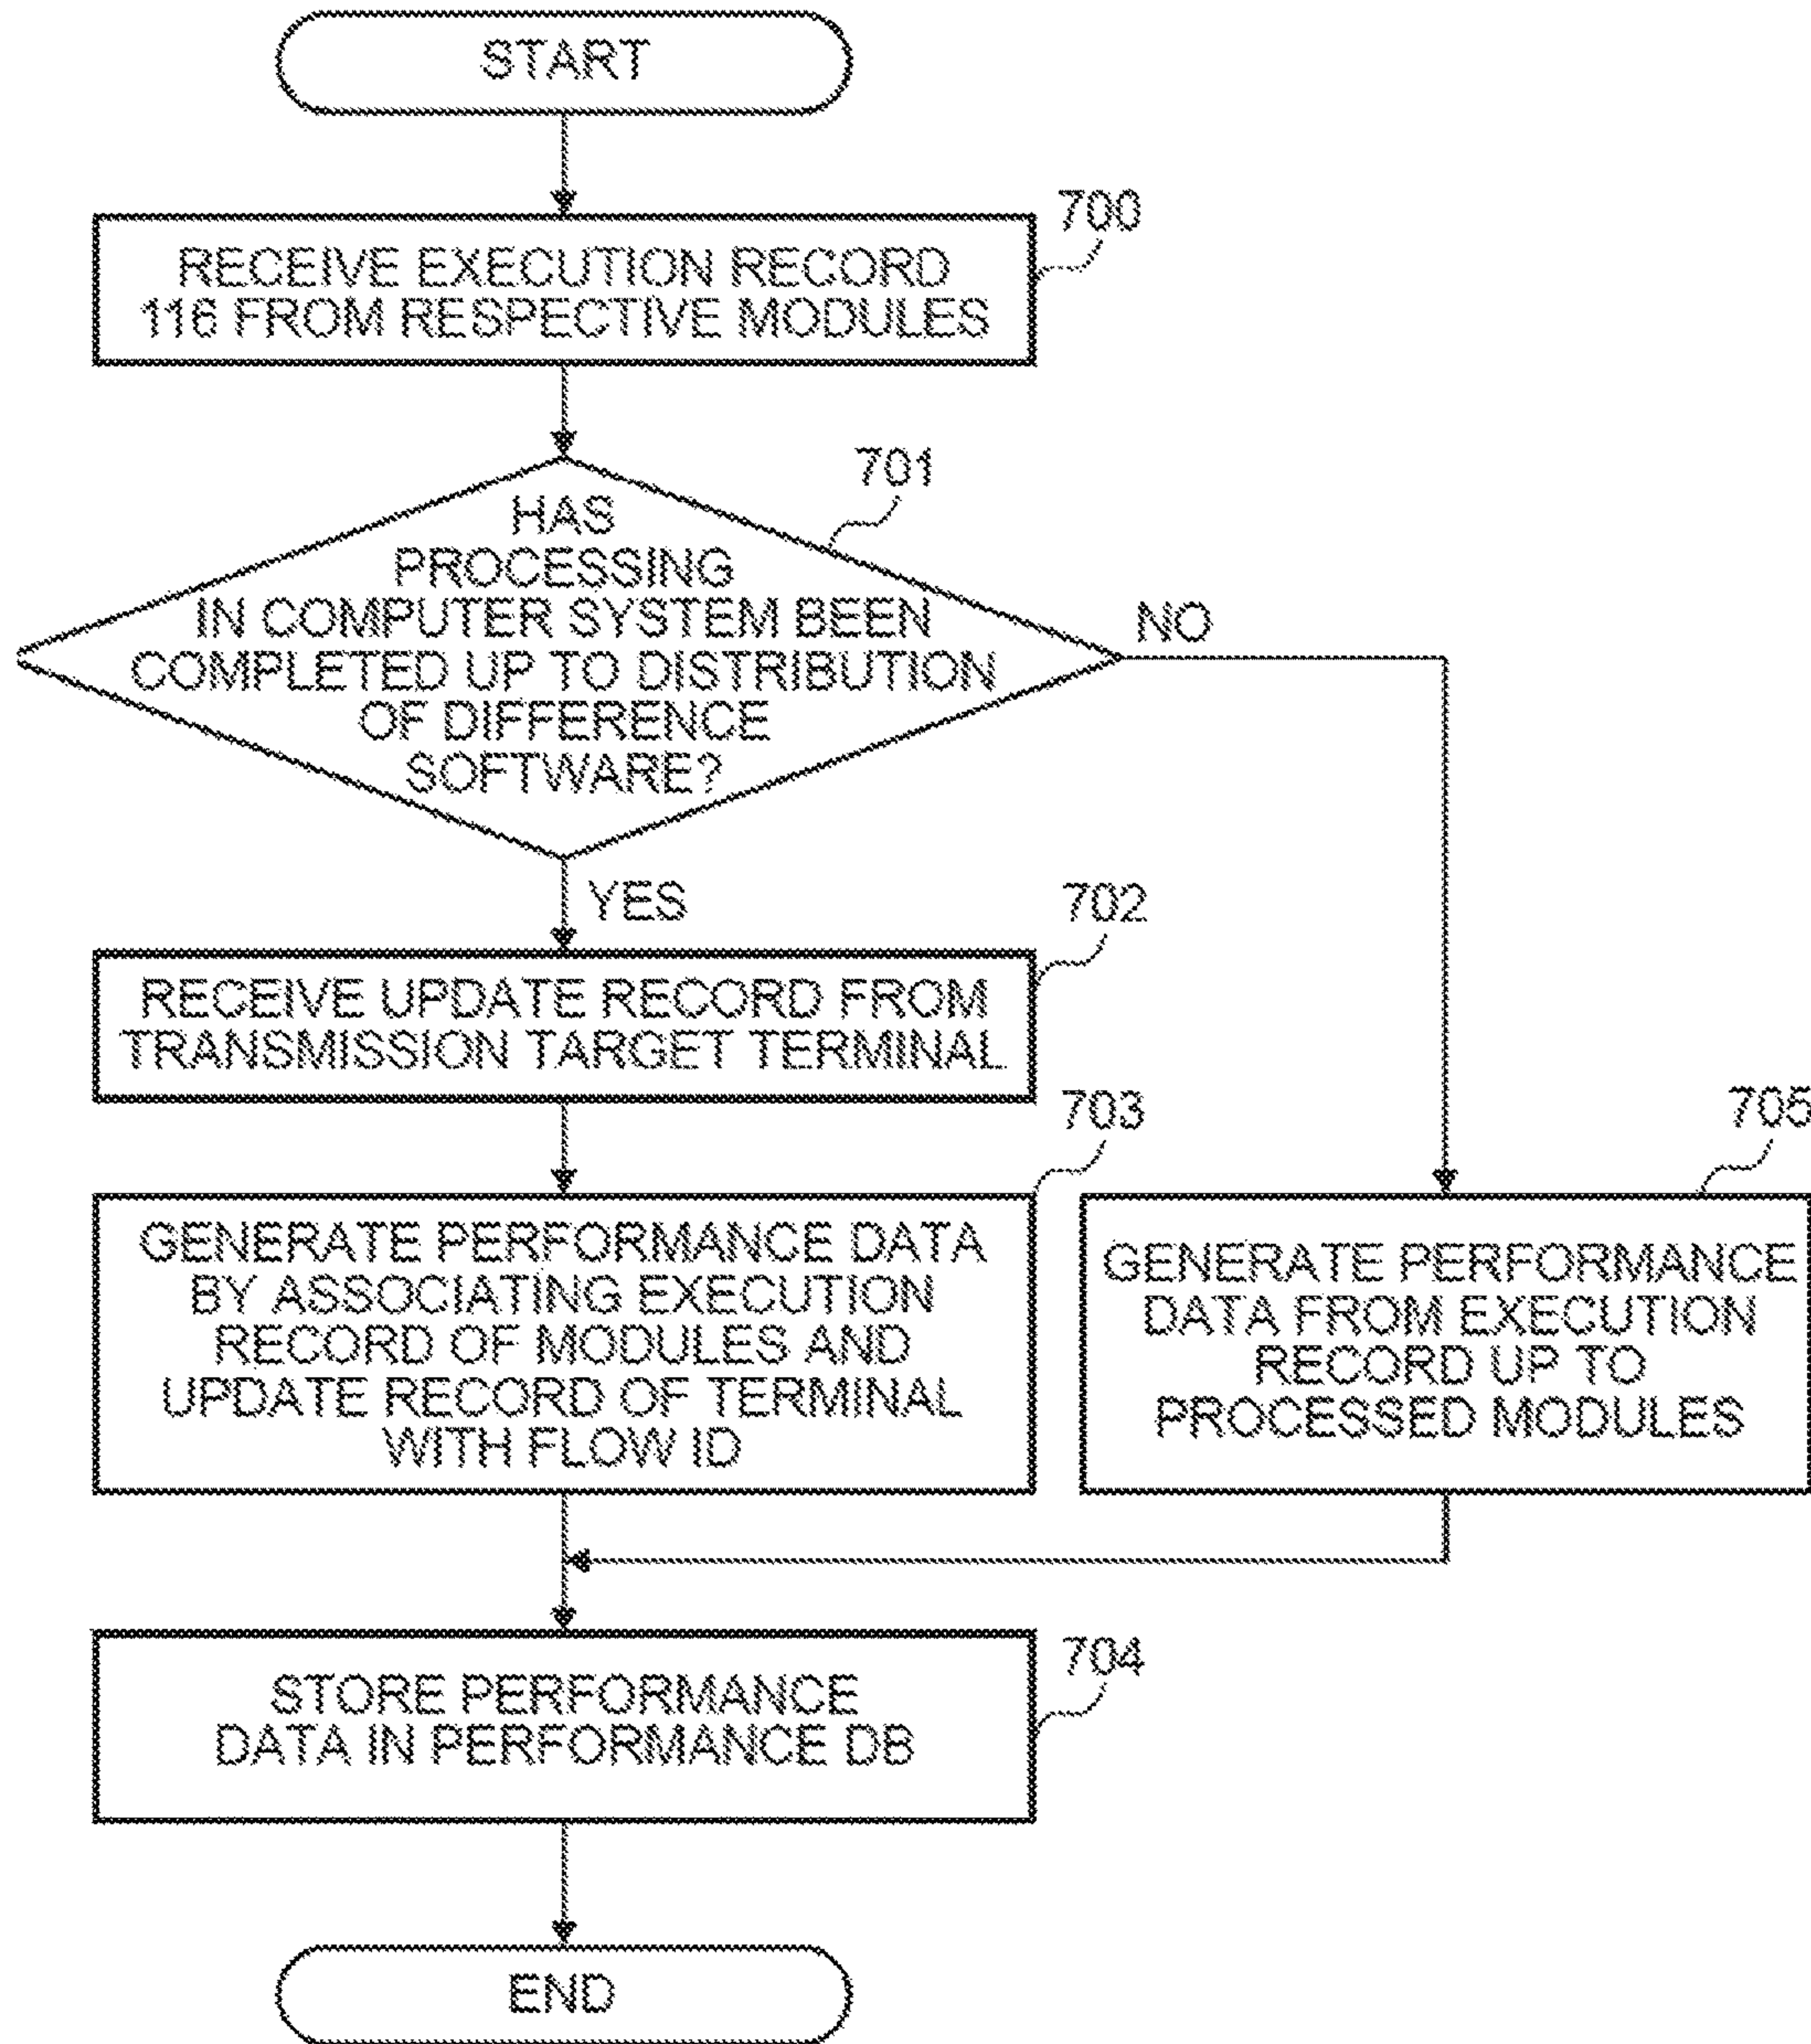 START
700
RECEIVE EXECUTION RECORD
116 FROM RESPECTIVE MODULES
701
HAS
PROCESSING
IN COMPUTER SYSTEM BEEN
COMPLETED UP TO DISTRIBUTION
OF DIFFERENCE
SOFTWARE?
NO
YES
702
RECEIVE UPDATE RECORD FROM
TRANSMISSION TARGET TERMINAL
703
GENERATE PERFORMANCE DATA
BY ASSOCIATING EXECUTION
RECORD OF MODULES AND
UPDATE RECORD OF TERMINAL
WITH FLOW ID
705
GENERATE PERFORMANCE
DATA FROM EXECUTION
RECORD UP TO
PROCESSED MODULES
704
STORE PERFORMANCE
DATA IN PERFORMANCE DB
END